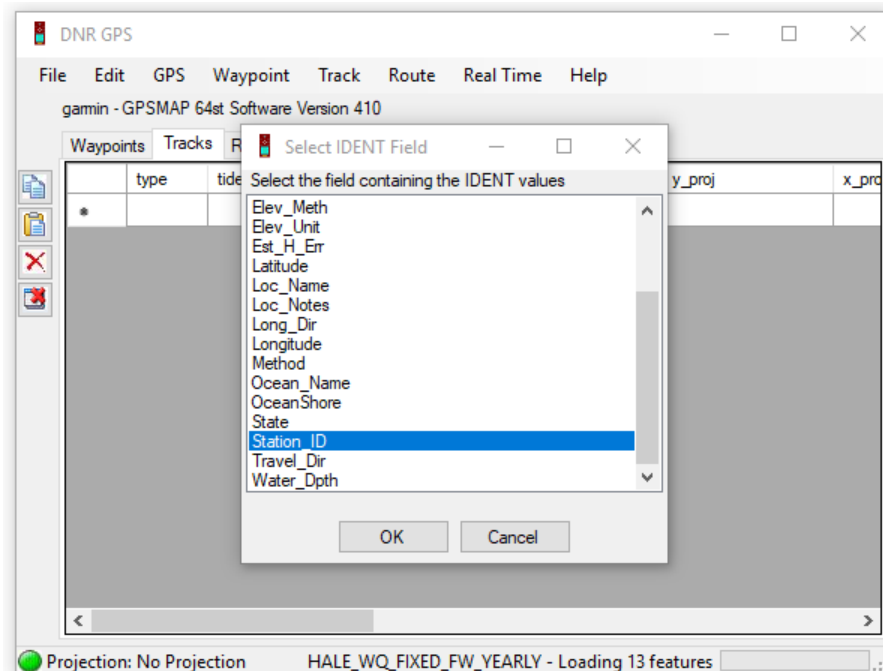 DNR GPS
File Edit GPS Waypoint Track Route Real Time Help
garmin - GPSMAP 64st Software Version 410
Waypoints Tracks R
Select IDENT Field
type tide y_proj x_pro
Select the field containing the IDENT values
Elev_Meth
Elev_Unit
Est_H_Err
Latitude
Loc_Name
Loc_Notes
Long_Dir
Longitude
Method
Ocean_Name
OceanShore
State
Station_ID
Travel_Dir
Water_Dpth
OK Cancel
Projection: No Projection HALE_WQ_FIXED_FW_YEARLY - Loading 13 features